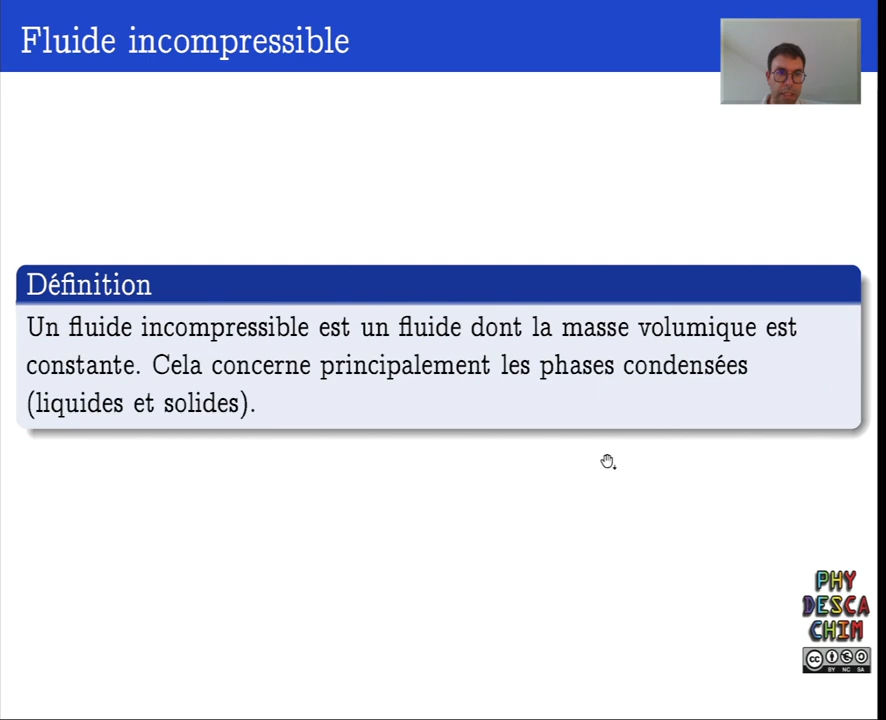 Fluide incompressible
Définition
Un fluide incompressible est un fluide dont la masse volumique est
constante. Cela concerne principalement les phases condensées
(liquides et solides).
PHY
DESCA
CHIM
cc
BY NC SA